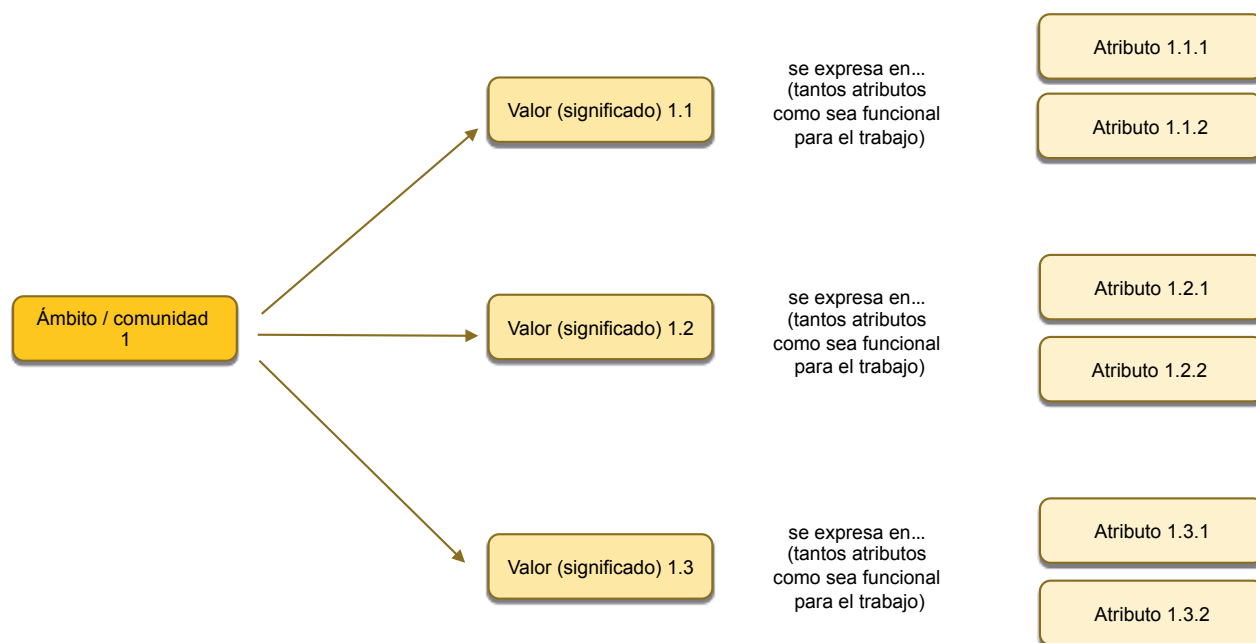 Atributo 1.1.1
se expresa en...
(tantos atributos
como sea funcional
para el trabajo)
Valor (significado) 1.1
Atributo 1.1.2
Atributo 1.2.1
se expresa en...
(tantos atributos
como sea funcional
para el trabajo)
Ámbito / comunidad
1
Valor (significado) 1.2
Atributo 1.2.2
Atributo 1.3.1
se expresa en...
(tantos atributos
como sea funcional
para el trabajo)
Valor (significado) 1.3
Atributo 1.3.2